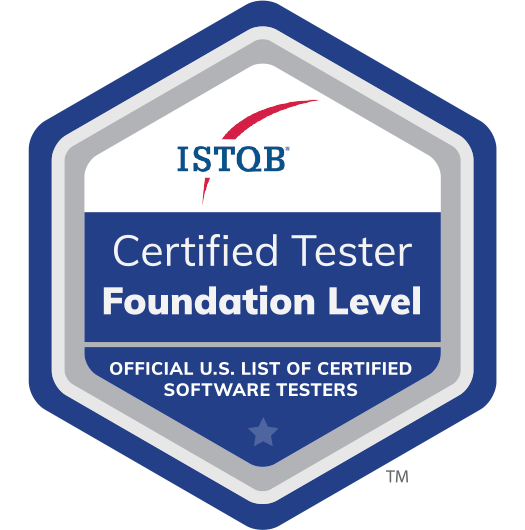 ISTQB®
Certified Tester
Foundation Level
OFFICIAL U.S. LIST OF CERTIFIED
SOFTWARE TESTERS
TM